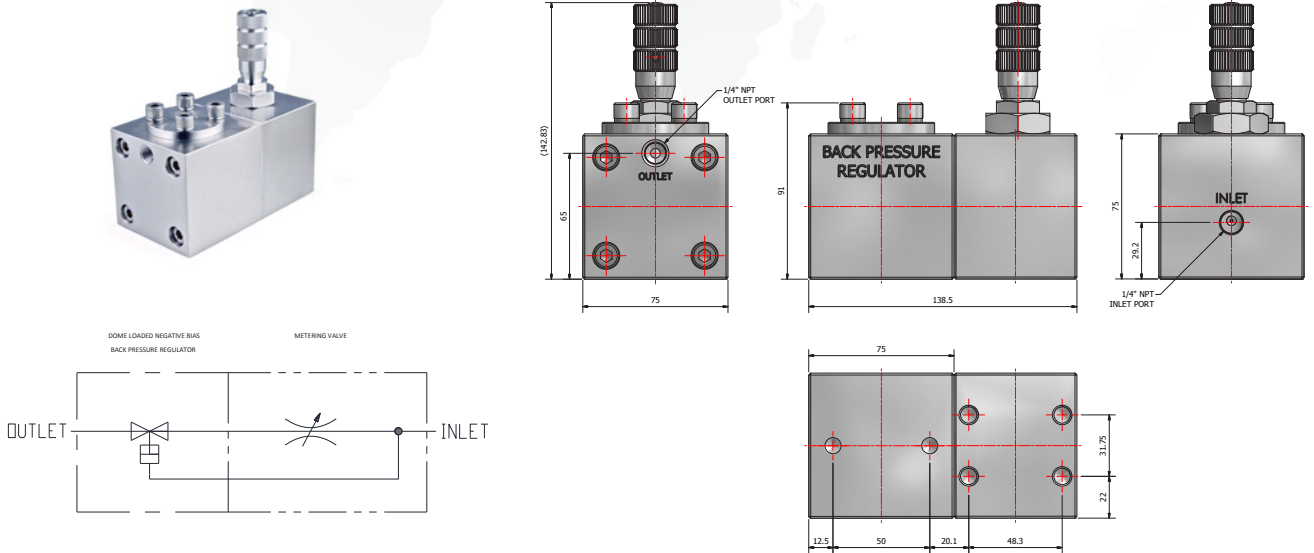 (142.83)
1/4" NPT
OUTLET PORT
OUTLET
65
75
91
BACK PRESSURE
REGULATOR
138.5
75
29.2
INLET
1/4" NPT
INLET PORT
DOME LOADED NEGATIVE BIAS
BACK PRESSURE REGULATOR
METERING VALVE
OUTLET
INLET
75
31.75
22
12.5
50
20.1
48.3